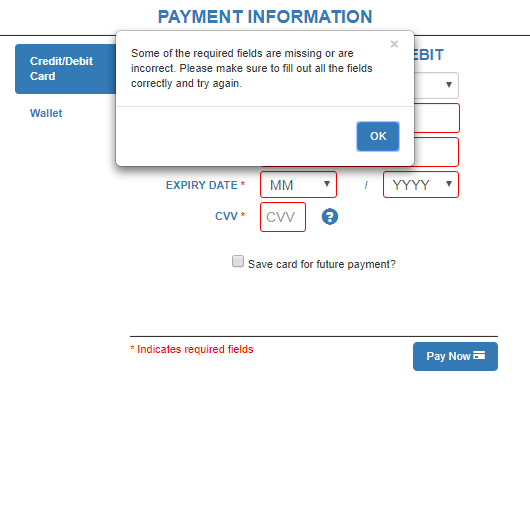 PAYMENT INFORMATION
Credit/Debit
Card
Wallet
×
Some of the required fields are missing or are
incorrect. Please make sure to fill out all the fields
correctly and try again.
OK
EBIT
EXPIRY DATE *
MM
/
YYYY
CVV *
CVV
?
Save card for future payment?
* Indicates required fields
Pay Now